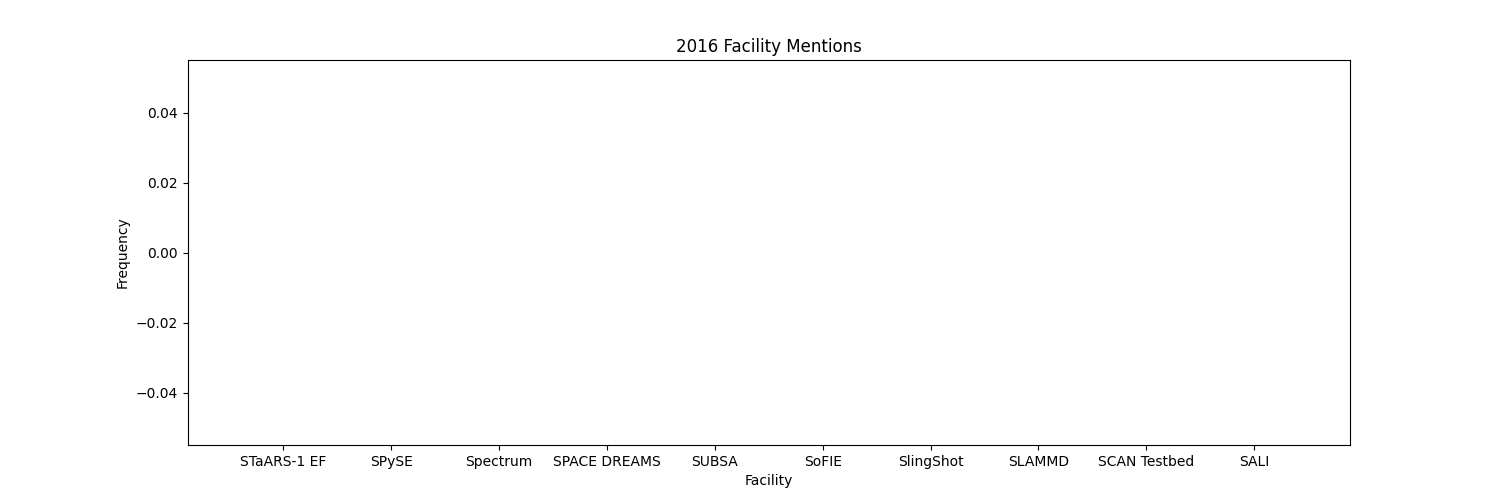 2016 Facility Mentions
0.04
0.02
0.00
−0.02
−0.04
Frequency
STaARS-1 EF SPySE Spectrum SPACE DREAMS SUBSA SoFIE SlingShot SLAMMD SCAN Testbed SALI
Facility